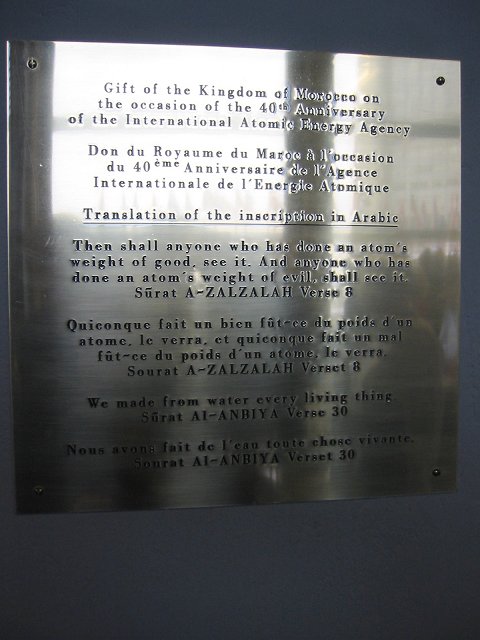 Gift of the Kingdom of Morocco on
the occasion of the 40th Anniversary
of the International Atomic Energy Agency
Don du Royaume du Maroc à l'occasion
du 40ème Anniversaire de l'Agence
Internationale de l'Energie Atomique
Translation of the inscription in Arabic
Then shall anyone who has done an atom's
weight of good, see it. And anyone who has
done an atom's weight of evil, shall see it.
Sūrat A-ZALZALAH Verse 8
Quiconque fait un bien fût-ce du poids d'un
atome, le verra, et quiconque fait un mal
fût-ce du poids d'un atome, le verra.
Sourat A-ZALZALAH Verset 8
We made from water every living thing.
Sūrat AI-ANBIYA Verse 30
Nous avons fait de l'eau toute chose vivante.
Sourat AI-ANBIYA Verset 30